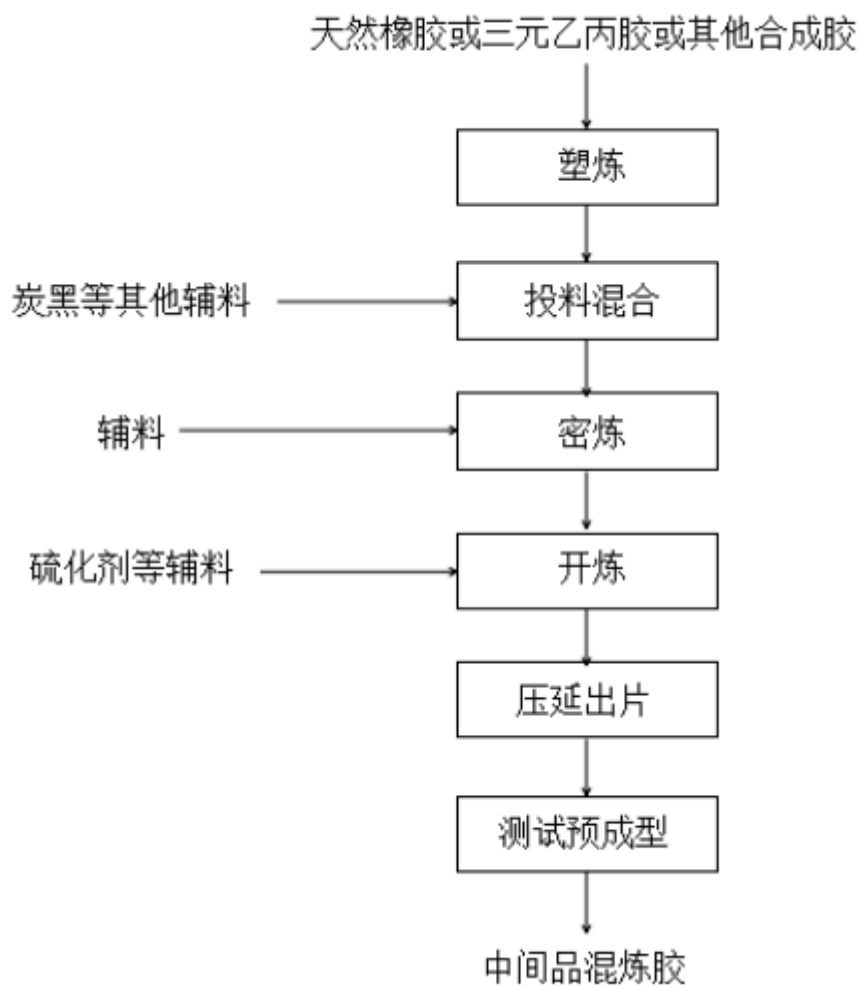 天然橡胶或三元乙丙胶或其他合成胶
塑炼
炭黑等其他辅料
投料混合
辅料
密炼
硫化剂等辅料
开炼
压延出片
测试预成型
中间品混炼胶